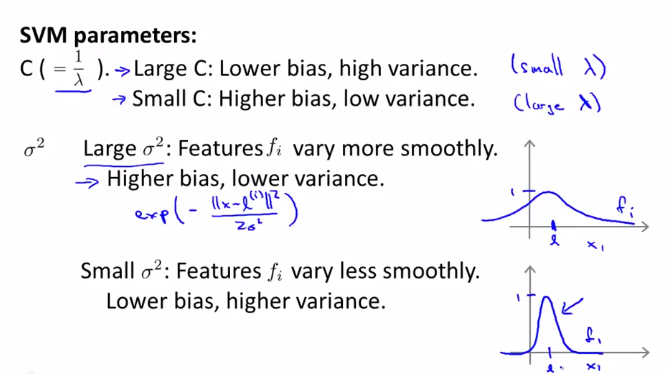 SVM parameters:
C ( = 1/λ ). → Large C: Lower bias, high variance. (small λ)
→ Small C: Higher bias, low variance. (large λ)
σ² Large σ²: Features fᵢ vary more smoothly.
→ Higher bias, lower variance.
exp(- ‖x-l⁽ⁱ⁾‖² / 2σ²)
1
fᵢ
l x₁
Small σ²: Features fᵢ vary less smoothly.
Lower bias, higher variance.
1
fᵢ
l x₁